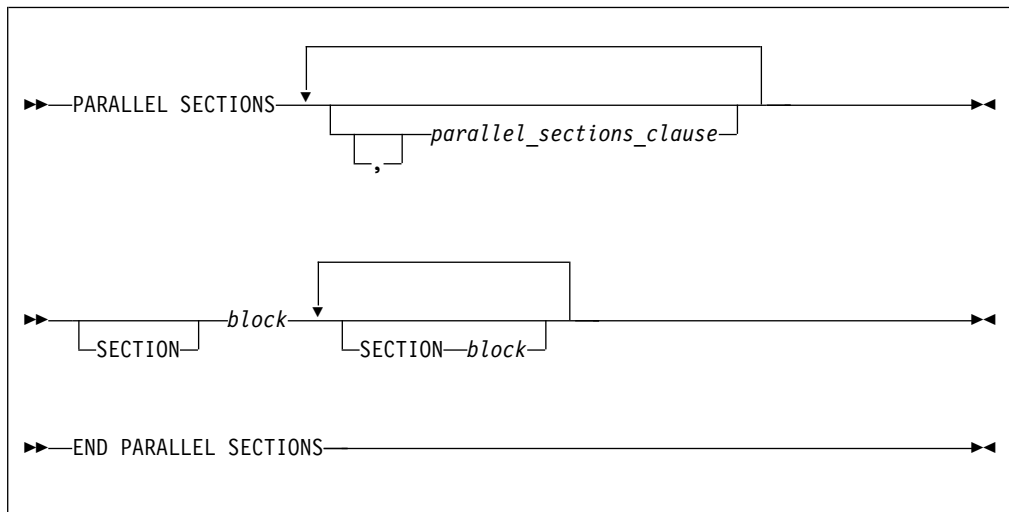 PARALLEL SECTIONS
parallel_sections_clause
,
block
SECTION
SECTION block
END PARALLEL SECTIONS